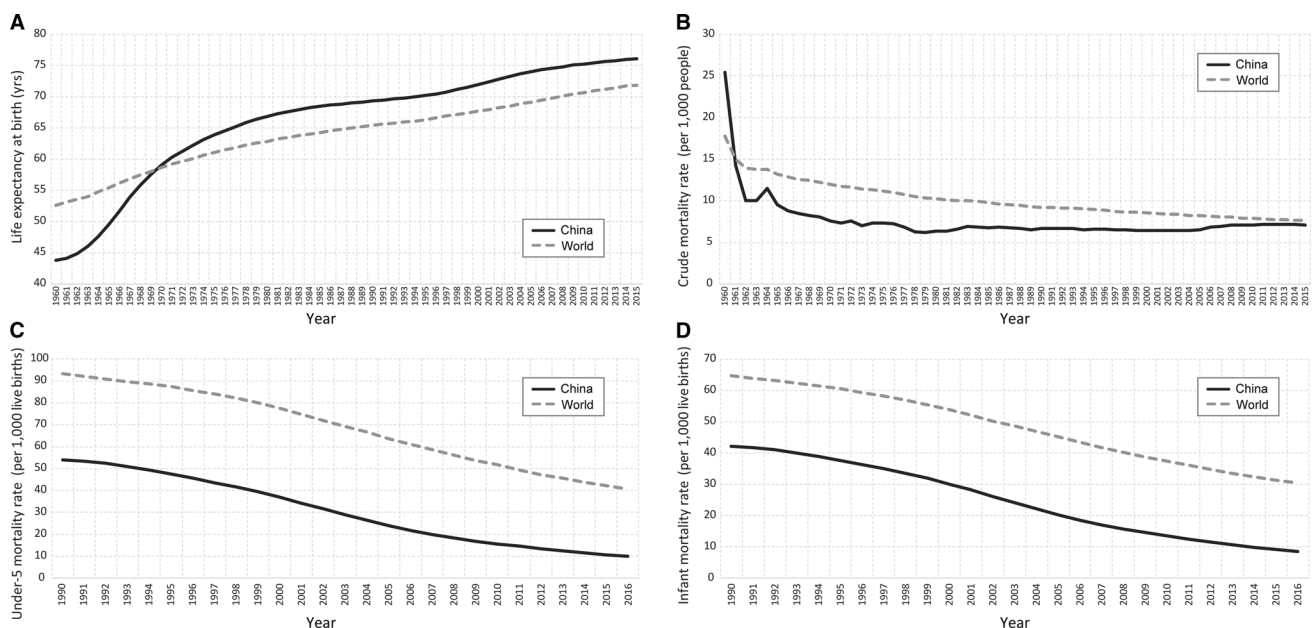 A
Life expectancy at birth (yrs)
80
75
70
65
60
55
50
45
40
China
World
1960 1961 1962 1963 1964 1965 1966 1967 1968 1969 1970 1971 1972 1973 1974 1975 1976 1977 1978 1979 1980 1981 1982 1983 1984 1985 1986 1987 1988 1989 1990 1991 1992 1993 1994 1995 1996 1997 1998 1999 2000 2001 2002 2003 2004 2005 2006 2007 2008 2009 2010 2011 2012 2013 2014 2015
Year
B
Crude mortality rate (per 1,000 people)
30
25
20
15
10
5
0
China
World
1960 1961 1962 1963 1964 1965 1966 1967 1968 1969 1970 1971 1972 1973 1974 1975 1976 1977 1978 1979 1980 1981 1982 1983 1984 1985 1986 1987 1988 1989 1990 1991 1992 1993 1994 1995 1996 1997 1998 1999 2000 2001 2002 2003 2004 2005 2006 2007 2008 2009 2010 2011 2012 2013 2014 2015
Year
C
Under-5 mortality rate (per 1,000 live births)
100
90
80
70
60
50
40
30
20
10
0
China
World
1990 1991 1992 1993 1994 1995 1996 1997 1998 1999 2000 2001 2002 2003 2004 2005 2006 2007 2008 2009 2010 2011 2012 2013 2014 2015 2016
Year
D
Infant mortality rate (per 1,000 live births)
70
60
50
40
30
20
10
0
China
World
1990 1991 1992 1993 1994 1995 1996 1997 1998 1999 2000 2001 2002 2003 2004 2005 2006 2007 2008 2009 2010 2011 2012 2013 2014 2015 2016
Year